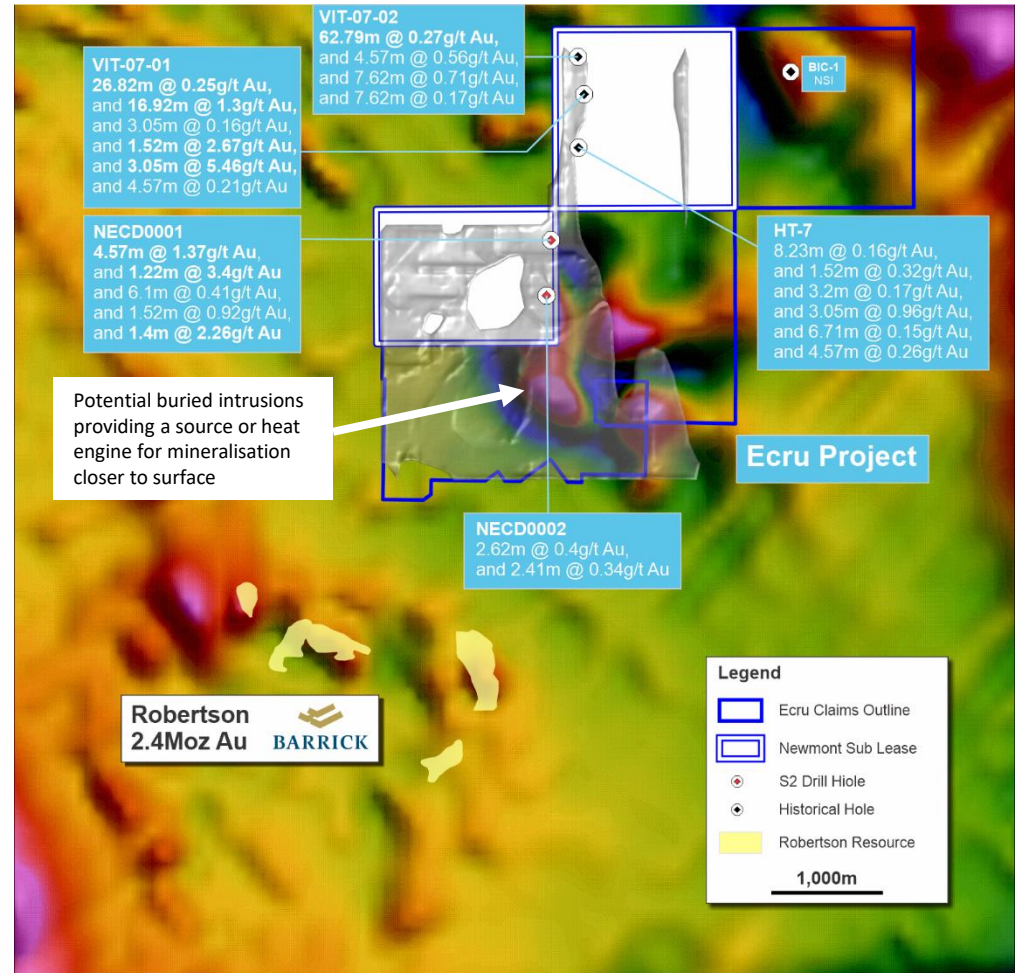 VIT-07-02
62.79m @ 0.27g/t Au,
and 4.57m @ 0.56g/t Au,
and 7.62m @ 0.71g/t Au,
and 7.62m @ 0.17g/t Au
VIT-07-01
26.82m @ 0.25g/t Au,
and 16.92m @ 1.3g/t Au,
and 3.05m @ 0.16g/t Au,
and 1.52m @ 2.67g/t Au,
and 3.05m @ 5.46g/t Au,
and 4.57m @ 0.21g/t Au
BIC-1
NSI
NECD0001
4.57m @ 1.37g/t Au,
and 1.22m @ 3.4g/t Au
and 6.1m @ 0.41g/t Au,
and 1.52m @ 0.92g/t Au,
and 1.4m @ 2.26g/t Au
HT-7
8.23m @ 0.16g/t Au,
and 1.52m @ 0.32g/t Au,
and 3.2m @ 0.17g/t Au,
and 3.05m @ 0.96g/t Au,
and 6.71m @ 0.15g/t Au,
and 4.57m @ 0.26g/t Au
Potential buried intrusions
providing a source or heat
engine for mineralisation
closer to surface
Ecru Project
NECD0002
2.62m @ 0.4g/t Au,
and 2.41m @ 0.34g/t Au
Robertson
2.4Moz Au
BARRICK
Legend
Ecru Claims Outline
Newmont Sub Lease
S2 Drill Hiole
Historical Hole
Robertson Resource
1,000m